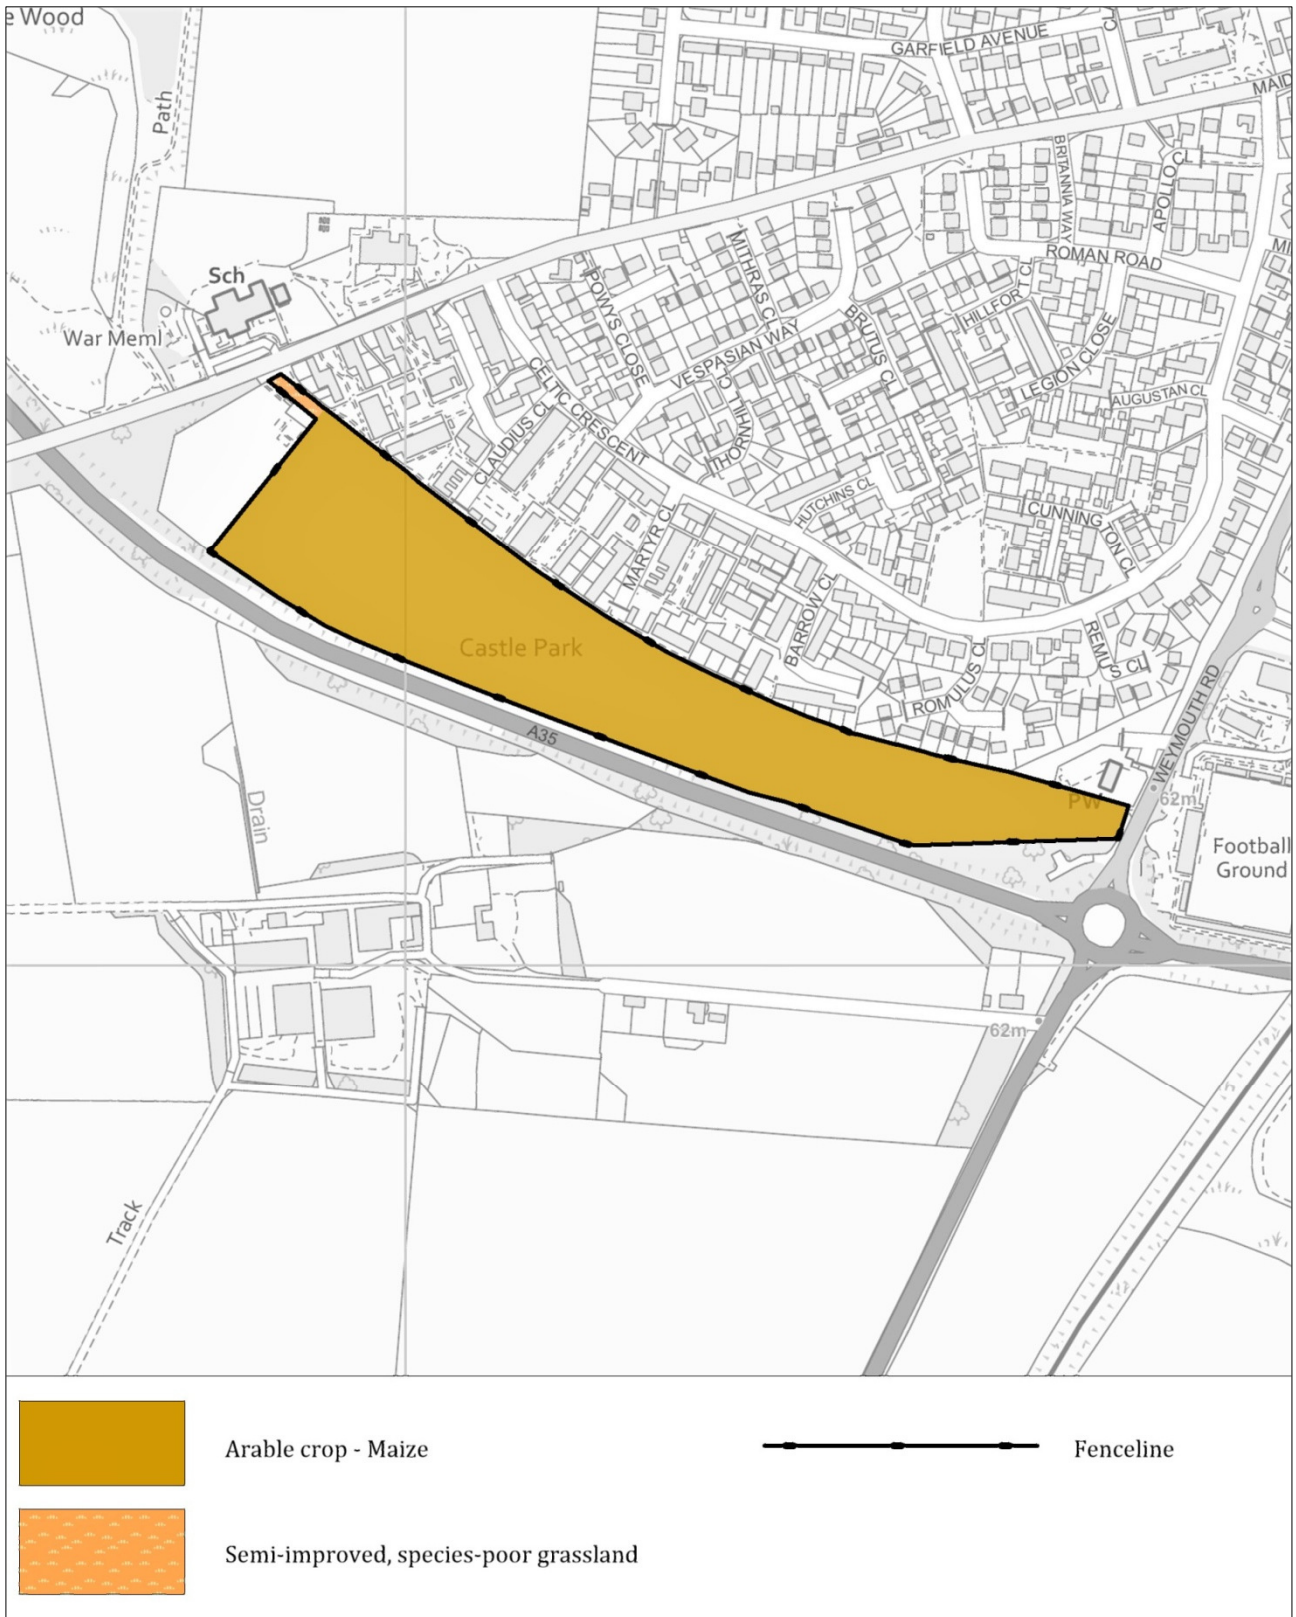 e Wood
GARFIELD AVENUE
CL
MAID
Path
BRITANNIA WAY
APOLLO CL
MITHRAS CL
ROMAN ROAD
MI
Sch
POWYS CLOSE
HILLFORT CL
War Meml
VESPASIAN WAY
BRUTUS CL
LEGION CLOSE
CELTIC CRESCENT
THORNHILL CL
AUGUSTAN CL
CLAUDIUS CL
HUTCHINS CL
CUNNINGTON CL
MARTYR CL
BARROW CL
REMUS CL
Castle Park
ROMULUS CL
WEYMOUTH RD
A35
PW
62m
Drain
Football
Ground
62m
Track
Arable crop - Maize
Fenceline
Semi-improved, species-poor grassland